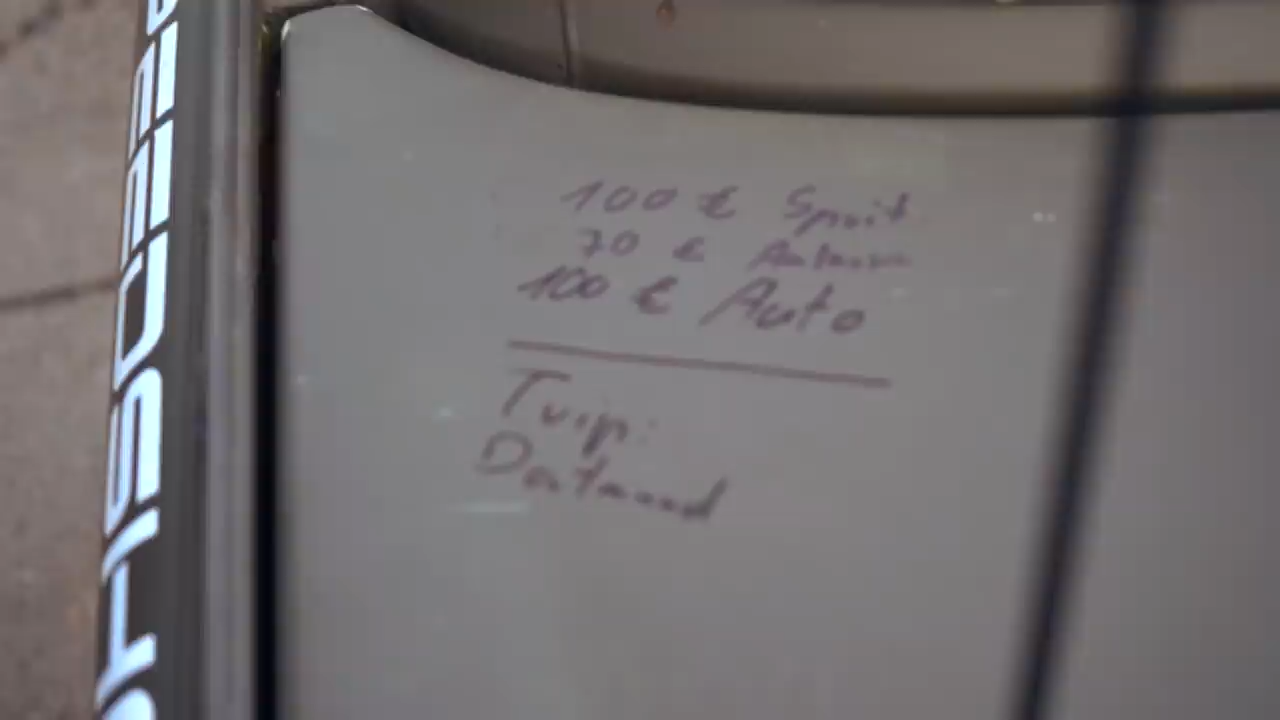 100 € Sprit
70 €
100 € Auto
Trip:
Dortmund